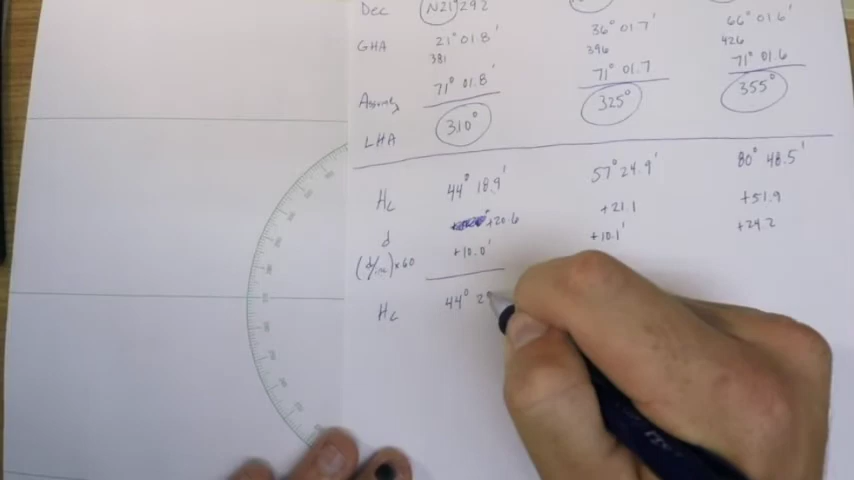 Dec N21 29.2
GHA 21° 01.8' 36° 01.7' 66° 01.6'
381 396 426
71° 01.8' 71° 01.7 71° 01.6
LHA 310° 325° 355°
Hc 44° 18.9' 57° 24.9' 80° 48.5'
d +20.6 +21.1 +51.9
×60 +10.0' +10.1' +24.2
Hc 44° 2